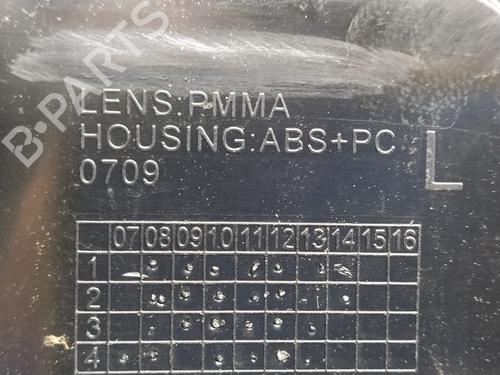 B-PARTS
LENS:PMMA
HOUSING:ABS+PC
0709
L
07 08 09 10 11 12 13 14 15 16
1
2
3
4